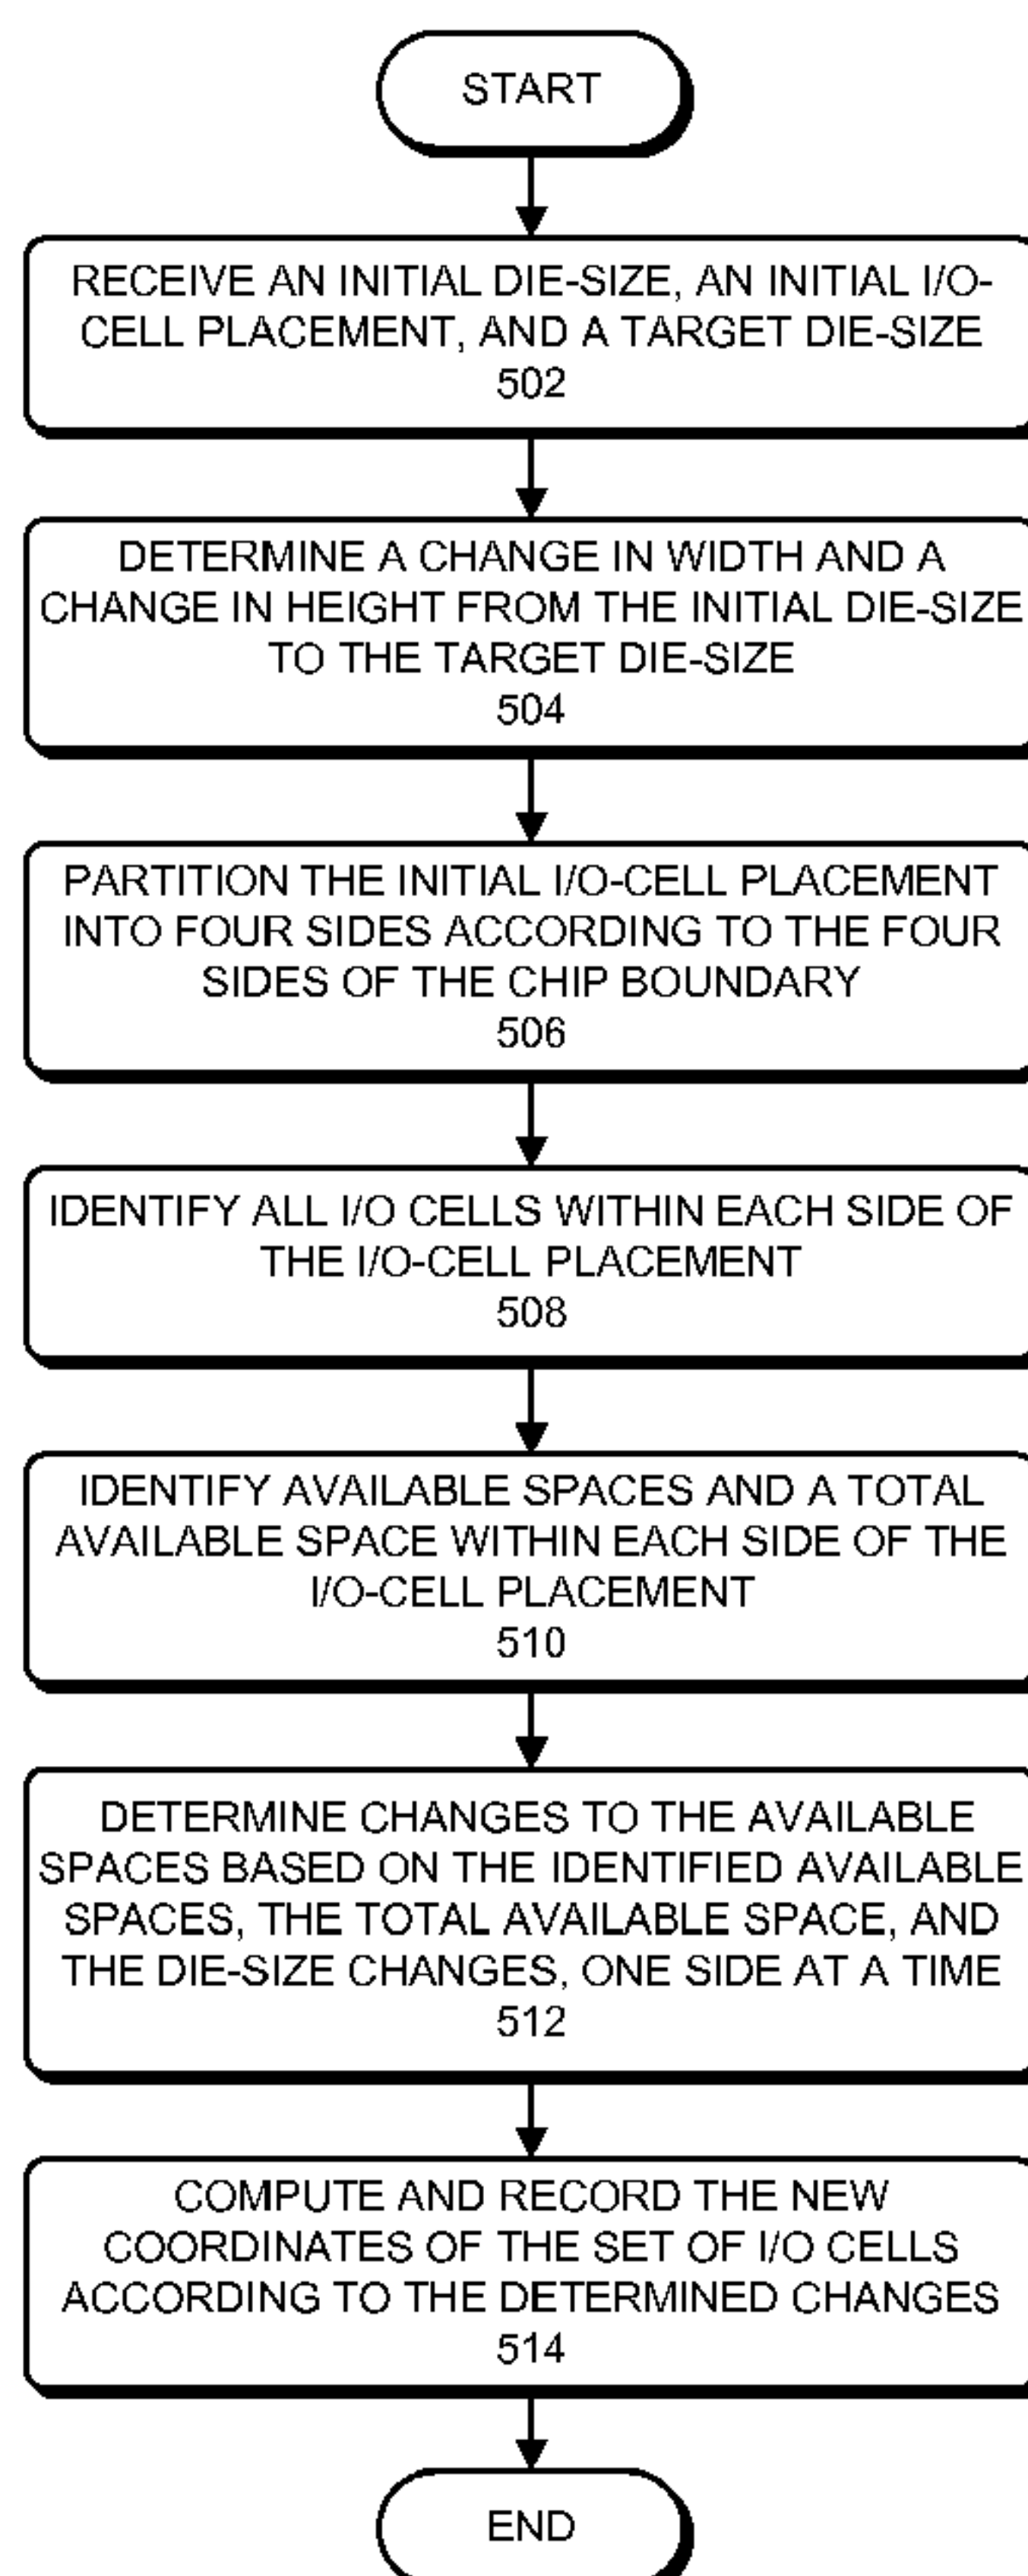 START
RECEIVE AN INITIAL DIE-SIZE, AN INITIAL I/O-
CELL PLACEMENT, AND A TARGET DIE-SIZE
502
DETERMINE A CHANGE IN WIDTH AND A
CHANGE IN HEIGHT FROM THE INITIAL DIE-SIZE
TO THE TARGET DIE-SIZE
504
PARTITION THE INITIAL I/O-CELL PLACEMENT
INTO FOUR SIDES ACCORDING TO THE FOUR
SIDES OF THE CHIP BOUNDARY
506
IDENTIFY ALL I/O CELLS WITHIN EACH SIDE OF
THE I/O-CELL PLACEMENT
508
IDENTIFY AVAILABLE SPACES AND A TOTAL
AVAILABLE SPACE WITHIN EACH SIDE OF THE
I/O-CELL PLACEMENT
510
DETERMINE CHANGES TO THE AVAILABLE
SPACES BASED ON THE IDENTIFIED AVAILABLE
SPACES, THE TOTAL AVAILABLE SPACE, AND
THE DIE-SIZE CHANGES, ONE SIDE AT A TIME
512
COMPUTE AND RECORD THE NEW
COORDINATES OF THE SET OF I/O CELLS
ACCORDING TO THE DETERMINED CHANGES
514
END